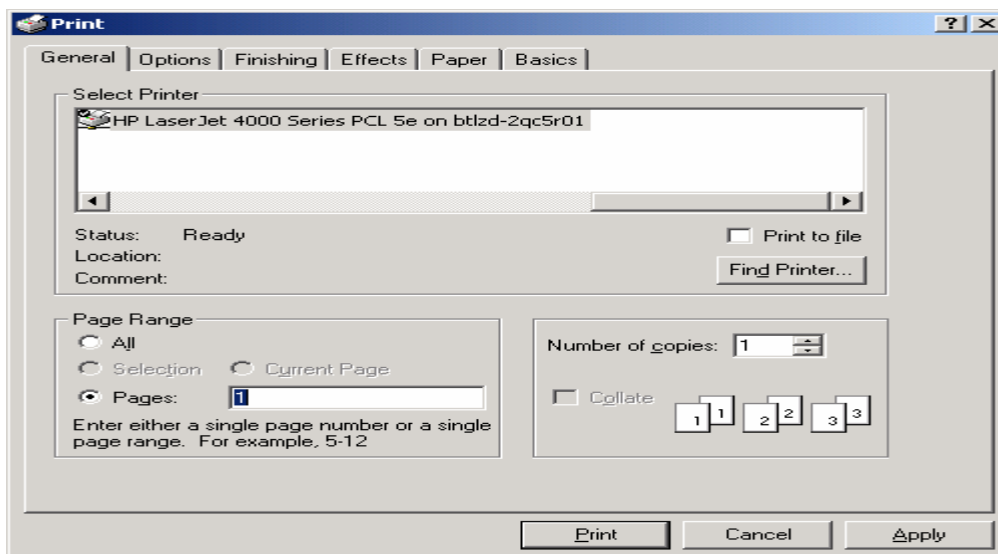 Print
General Options Finishing Effects Paper Basics
Select Printer
HP LaserJet 4000 Series PCL 5e on btlzd-2qc5r01
Status: Ready
Print to file
Location:
Comment:
Find Printer...
Page Range
All
Selection Current Page
Pages: 1
Enter either a single page number or a single
page range. For example, 5-12
Number of copies: 1
Collate
1 1 2 2 3 3
Print Cancel Apply